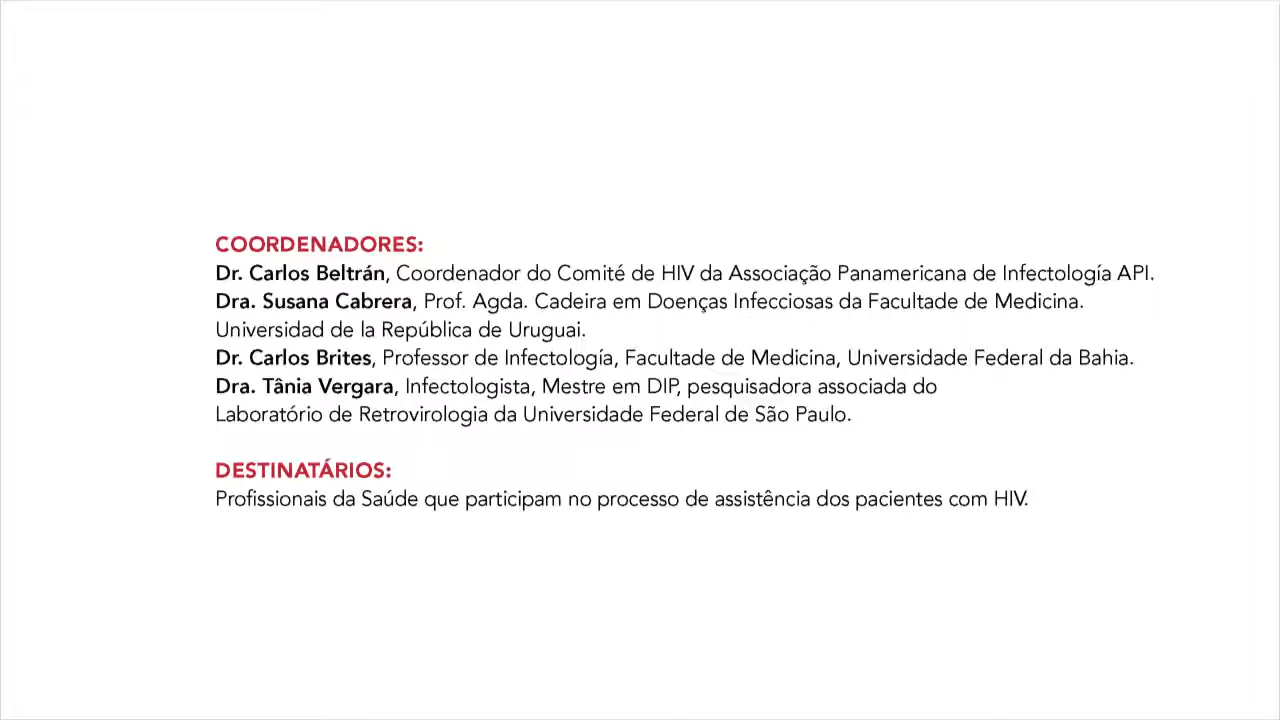 COORDENADORES:
Dr. Carlos Beltrán, Coordenador do Comité de HIV da Associação Panamericana de Infectología API.
Dra. Susana Cabrera, Prof. Agda. Cadeira em Doenças Infecciosas da Facultade de Medicina.
Universidad de la República de Uruguai.
Dr. Carlos Brites, Professor de Infectología, Facultade de Medicina, Universidade Federal da Bahia.
Dra. Tânia Vergara, Infectologista, Mestre em DIP, pesquisadora associada do
Laboratório de Retrovirologia da Universidade Federal de São Paulo.
DESTINATÁRIOS:
Profissionais da Saúde que participam no processo de assistência dos pacientes com HIV.